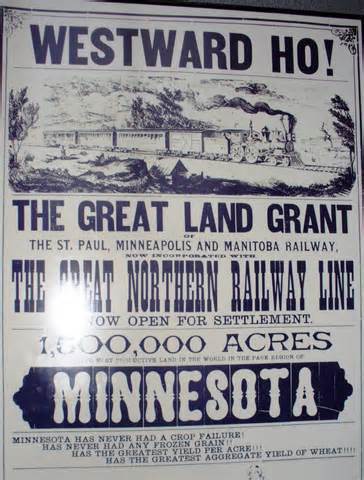 WESTWARD HO!
THE GREAT LAND GRANT
OF
THE ST. PAUL, MINNEAPOLIS AND MANITOBA RAILWAY,
NOW INCORPORATED WITH
THE GREAT NORTHERN RAILWAY LINE
NOW OPEN FOR SETTLEMENT.
1,500,000 ACRES
MOST PRODUCTIVE LAND IN THE WORLD IN THE PARK REGION OF
MINNESOTA
MINNESOTA HAS NEVER HAD A CROP FAILURE!
HAS NEVER HAD ANY FROZEN GRAIN!!
HAS THE GREATEST YIELD PER ACRE!!!
HAS THE GREATEST AGGREGATE YIELD OF WHEAT!!!!